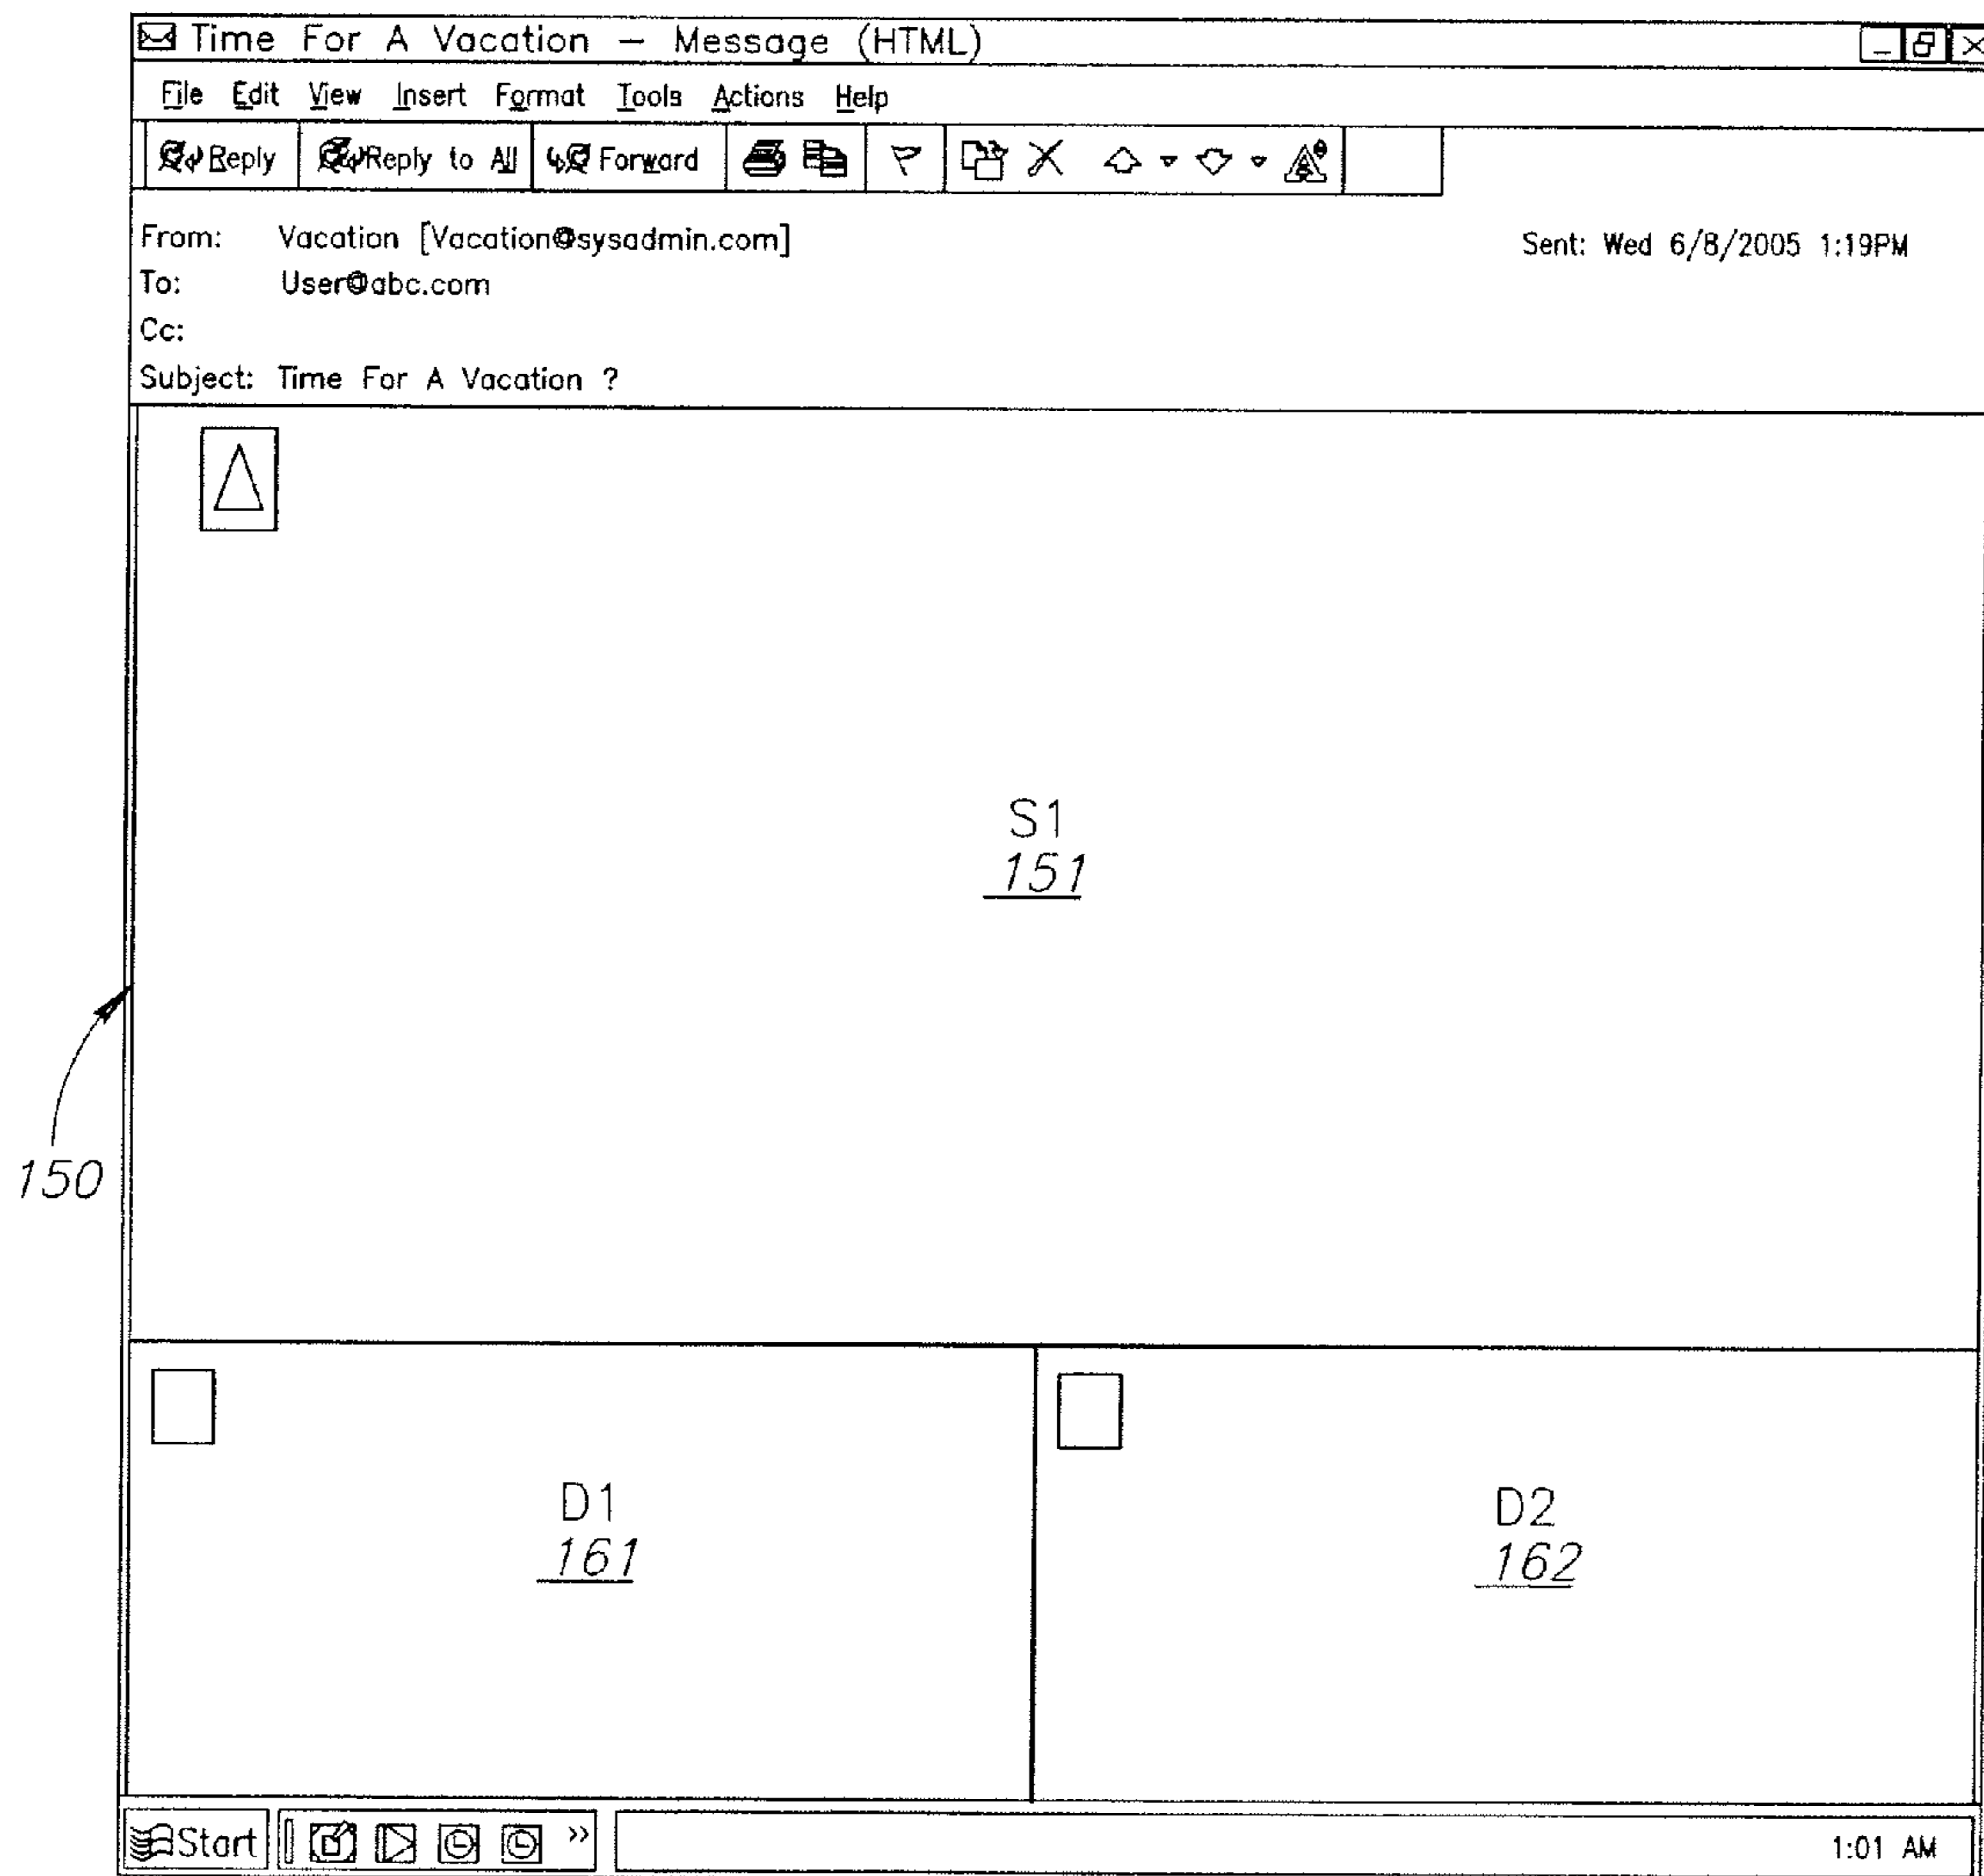 Time For A Vacation – Message (HTML)
File Edit View Insert Format Tools Actions Help
Reply Reply to All Forward
From: Vacation [Vacation@sysadmin.com] Sent: Wed 6/8/2005 1:19PM
To: User@abc.com
Cc:
Subject: Time For A Vacation ?
S1
151
150
D1 D2
161 162
Start » 1:01 AM